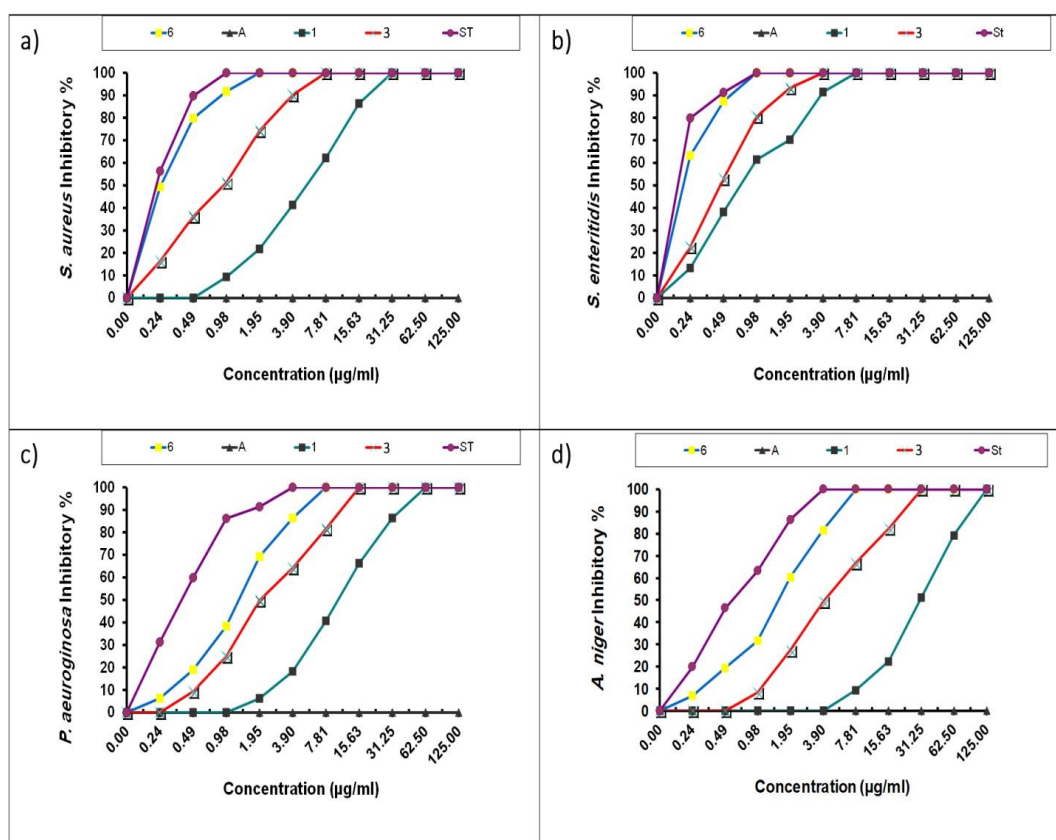 a)
6 A 1 3 ST
S. aureus Inhibitory %
100
90
80
70
60
50
40
30
20
10
0
0.00 0.24 0.49 0.98 1.95 3.90 7.81 15.63 31.25 62.50 125.00
Concentration (µg/ml)
b)
6 A 1 3 St
S. enteritidis Inhibitory %
100
90
80
70
60
50
40
30
20
10
0
0.00 0.24 0.49 0.98 1.95 3.90 7.81 15.63 31.25 62.50 125.00
Concentration (µg/ml)
c)
6 A 1 3 ST
P. aeuroginosa Inhibitory %
100
90
80
70
60
50
40
30
20
10
0
0.00 0.24 0.49 0.98 1.95 3.90 7.81 15.63 31.25 62.50 125.00
Concentration (µg/ml)
d)
6 A 1 3 St
A. niger Inhibitory %
100
90
80
70
60
50
40
30
20
10
0
0.00 0.24 0.49 0.98 1.95 3.90 7.81 15.63 31.25 62.50 125.00
Concentration (µg/ml)